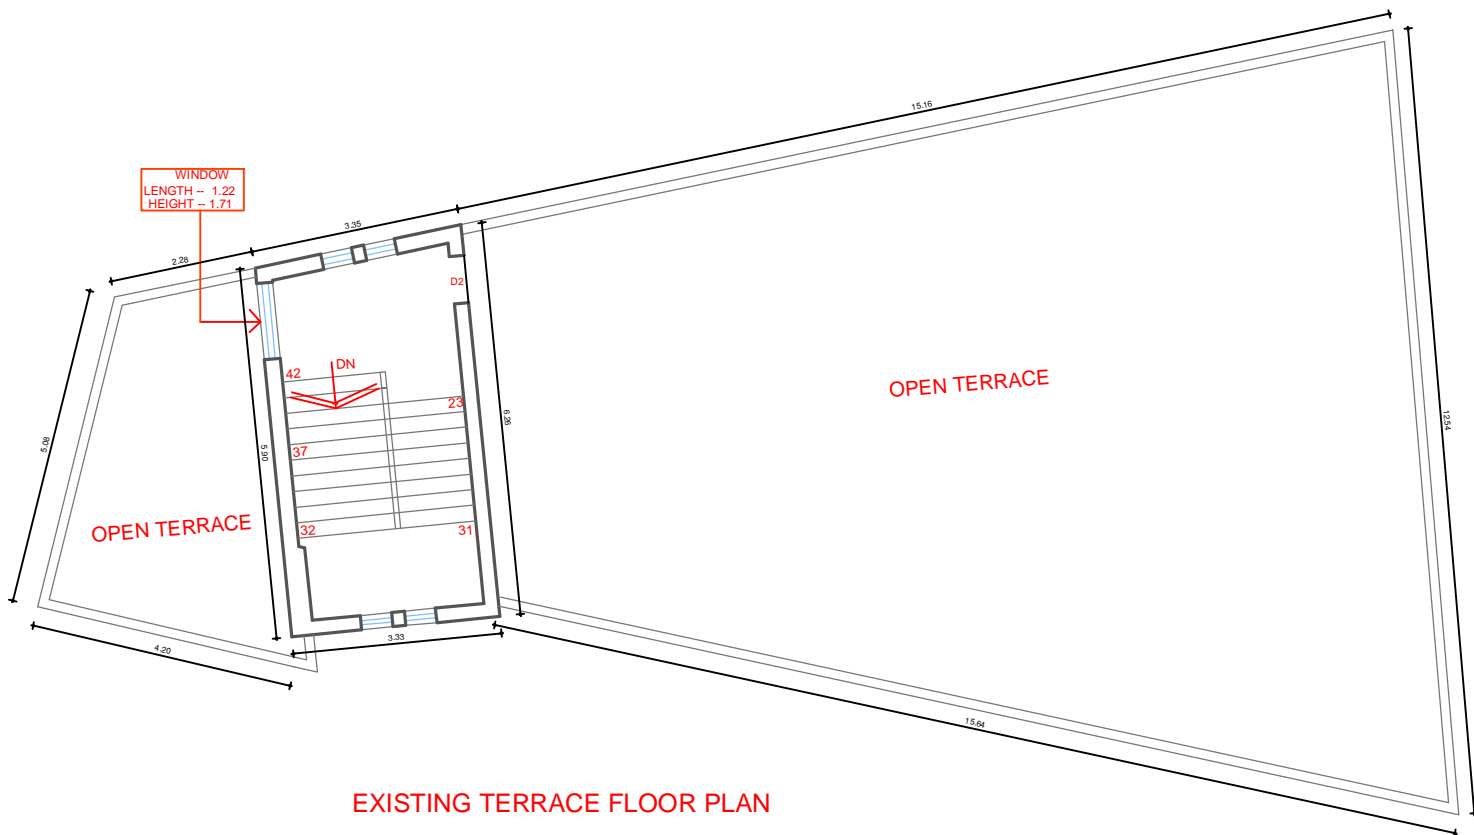 15.16
WINDOW
LENGTH -- 1.22
HEIGHT -- 1.71
3.35
2.28
D2
DN
42
23
OPEN TERRACE
6.26
12.54
5.08
5.90
37
OPEN TERRACE
32
31
3.33
4.20
15.64
EXISTING TERRACE FLOOR PLAN